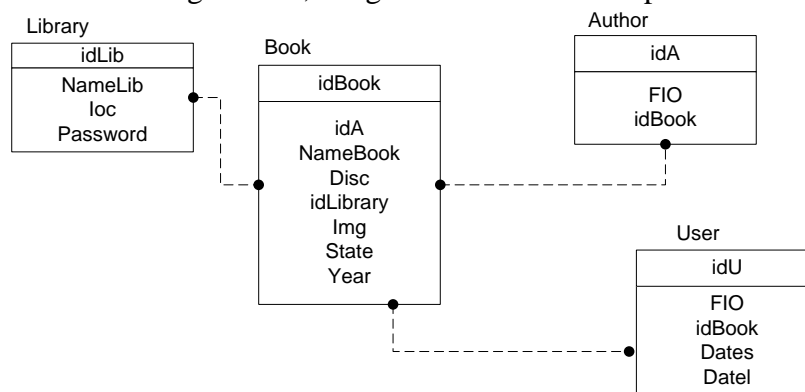 Library
idLib
NameLib
loc
Password
Book
idBook
idA
NameBook
Disc
idLibrary
Img
State
Year
Author
idA
FIO
idBook
User
idU
FIO
idBook
Dates
Datel